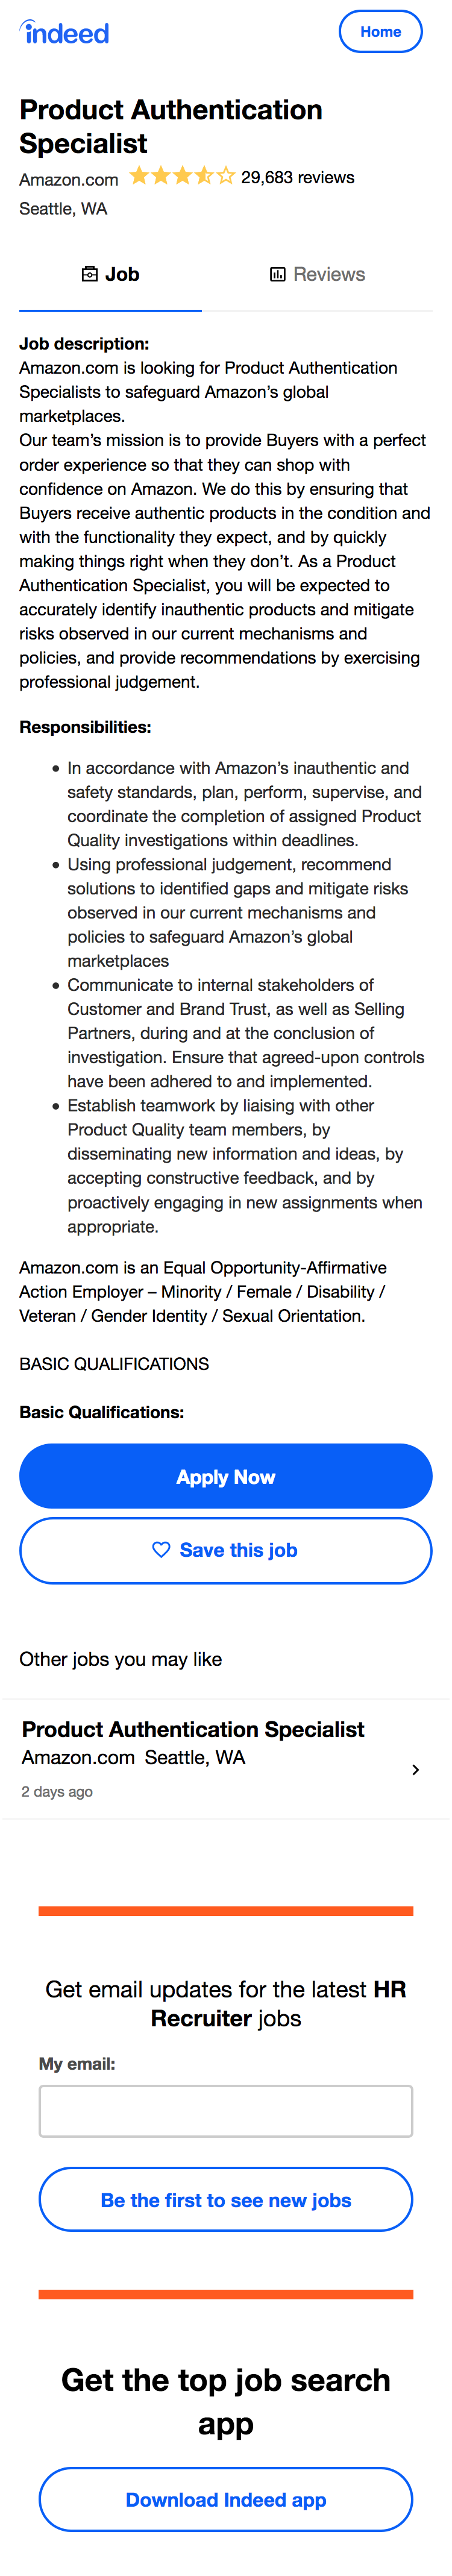 indeed
Home
Product Authentication
Specialist
Amazon.com 29,683 reviews
Seattle, WA
Job Reviews
Job description:
Amazon.com is looking for Product Authentication
Specialists to safeguard Amazon’s global
marketplaces.
Our team’s mission is to provide Buyers with a perfect
order experience so that they can shop with
confidence on Amazon. We do this by ensuring that
Buyers receive authentic products in the condition and
with the functionality they expect, and by quickly
making things right when they don’t. As a Product
Authentication Specialist, you will be expected to
accurately identify inauthentic products and mitigate
risks observed in our current mechanisms and
policies, and provide recommendations by exercising
professional judgement.
Responsibilities:
• In accordance with Amazon’s inauthentic and
safety standards, plan, perform, supervise, and
coordinate the completion of assigned Product
Quality investigations within deadlines.
• Using professional judgement, recommend
solutions to identified gaps and mitigate risks
observed in our current mechanisms and
policies to safeguard Amazon’s global
marketplaces
• Communicate to internal stakeholders of
Customer and Brand Trust, as well as Selling
Partners, during and at the conclusion of
investigation. Ensure that agreed-upon controls
have been adhered to and implemented.
• Establish teamwork by liaising with other
Product Quality team members, by
disseminating new information and ideas, by
accepting constructive feedback, and by
proactively engaging in new assignments when
appropriate.
Amazon.com is an Equal Opportunity-Affirmative
Action Employer – Minority / Female / Disability /
Veteran / Gender Identity / Sexual Orientation.
BASIC QUALIFICATIONS
Basic Qualifications:
Apply Now
Save this job
Other jobs you may like
Product Authentication Specialist
Amazon.com Seattle, WA
2 days ago
Get email updates for the latest HR
Recruiter jobs
My email:
Be the first to see new jobs
Get the top job search
app
Download Indeed app